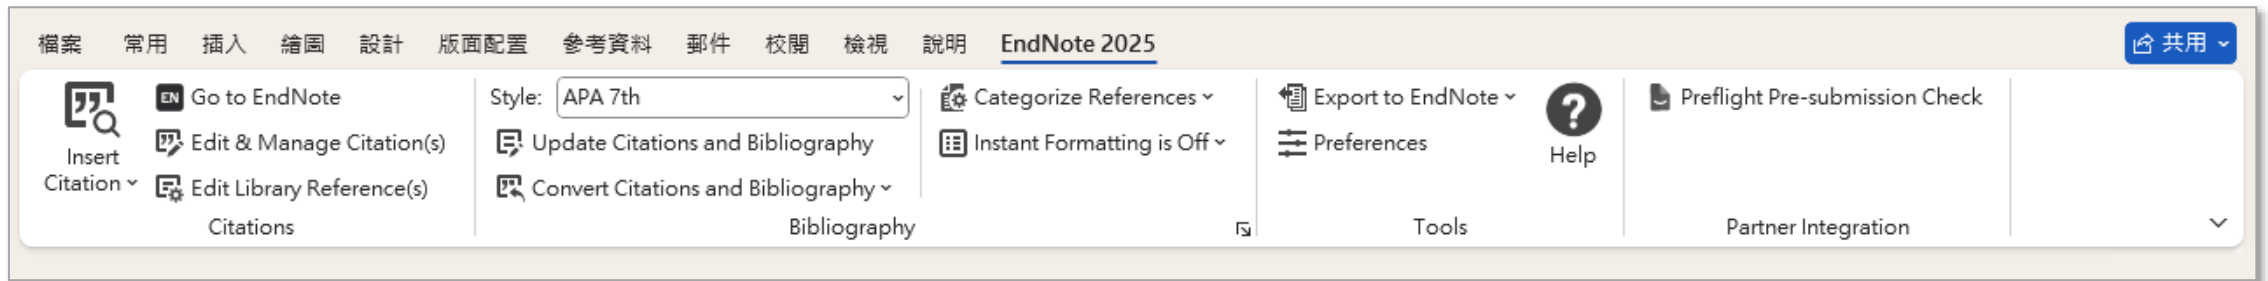 檔案 常用 插入 繪圖 設計 版面配置 參考資料 郵件 校閱 檢視 說明 EndNote 2025 共用
Insert Citation
EN Go to EndNote
Edit & Manage Citation(s)
Edit Library Reference(s)
Citations
Style: APA 7th
Update Citations and Bibliography
Convert Citations and Bibliography
Categorize References
Instant Formatting is Off
Bibliography
Export to EndNote
Preferences
Help
Tools
Preflight Pre-submission Check
Partner Integration